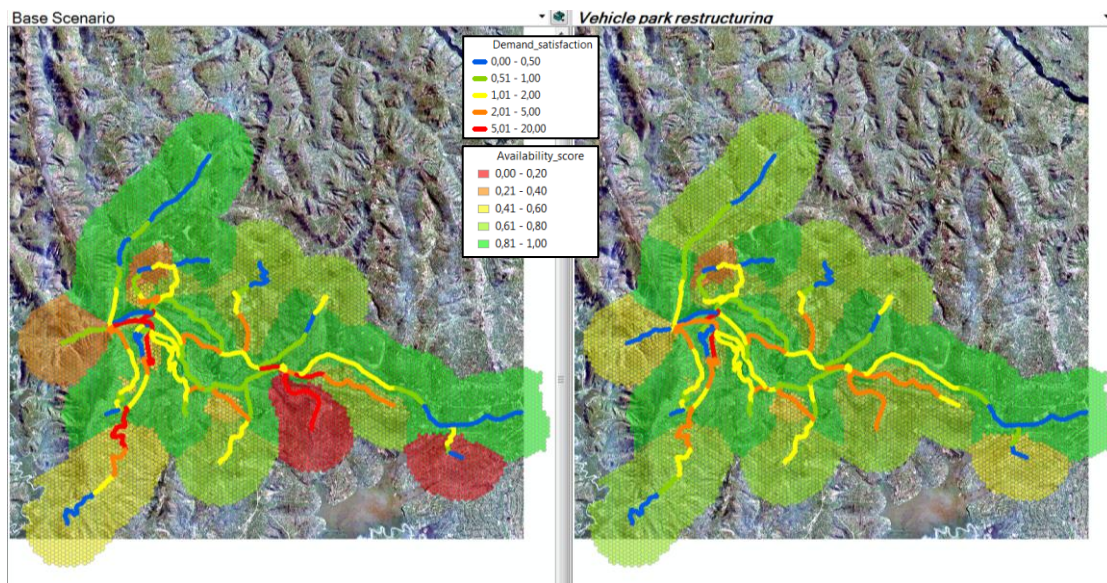 Base Scenario
Vehicle park restructuring
Demand_satisfaction
0,00 - 0,50
0,51 - 1,00
1,01 - 2,00
2,01 - 5,00
5,01 - 20,00
Availability_score
0,00 - 0,20
0,21 - 0,40
0,41 - 0,60
0,61 - 0,80
0,81 - 1,00